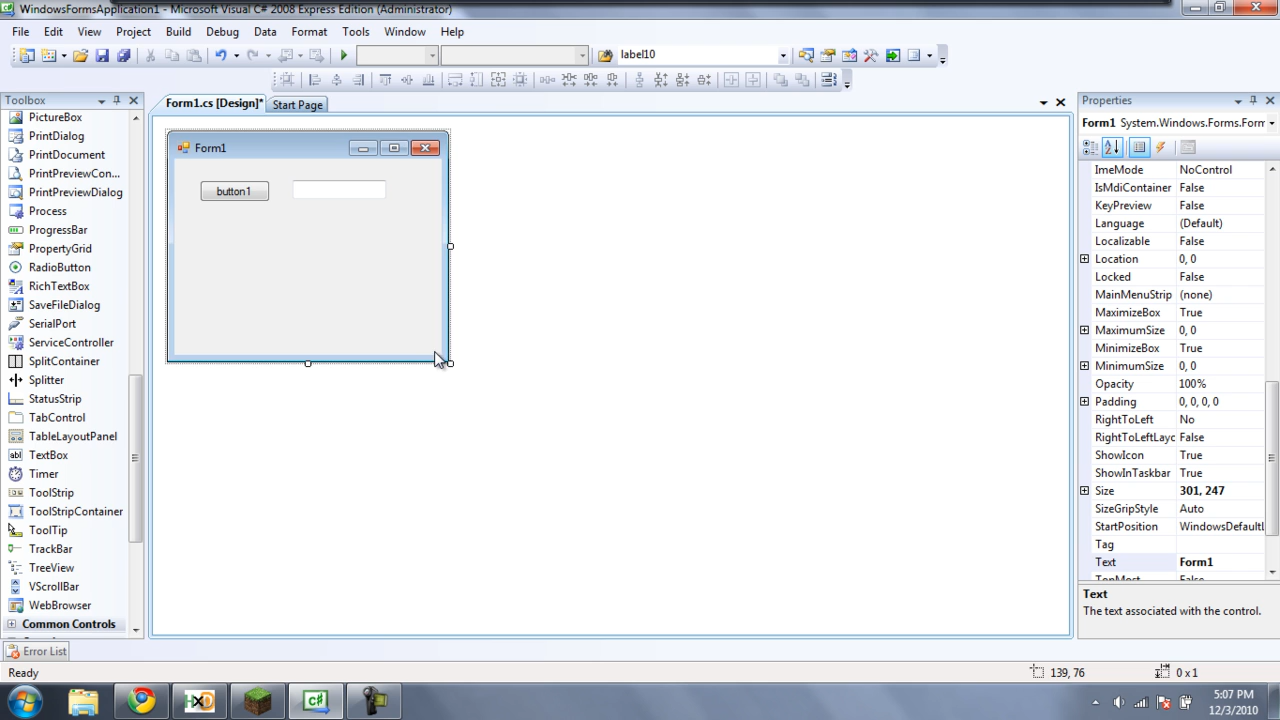 WindowsFormsApplication1 - Microsoft Visual C# 2008 Express Edition (Administrator)
File Edit View Project Build Debug Data Format Tools Window Help
label10
Toolbox
Form1.cs [Design]* Start Page
Properties
PictureBox
PrintDialog
PrintDocument
PrintPreviewCon...
PrintPreviewDialog
Process
ProgressBar
PropertyGrid
RadioButton
RichTextBox
SaveFileDialog
SerialPort
ServiceController
SplitContainer
Splitter
StatusStrip
TabControl
TableLayoutPanel
TextBox
Timer
ToolStrip
ToolStripContainer
ToolTip
TrackBar
TreeView
VScrollBar
WebBrowser
Common Controls
Form1
button1
Form1 System.Windows.Forms.Form
ImeMode NoControl
IsMdiContainer False
KeyPreview False
Language (Default)
Localizable False
Location 0, 0
Locked False
MainMenuStrip (none)
MaximizeBox True
MaximumSize 0, 0
MinimizeBox True
MinimumSize 0, 0
Opacity 100%
Padding 0, 0, 0, 0
RightToLeft No
RightToLeftLayc False
ShowIcon True
ShowInTaskbar True
Size 301, 247
SizeGripStyle Auto
StartPosition WindowsDefaultL
Tag
Text Form1
TopMost False
Text
The text associated with the control.
Error List
Ready
139, 76
0 x 1
5:07 PM
12/3/2010